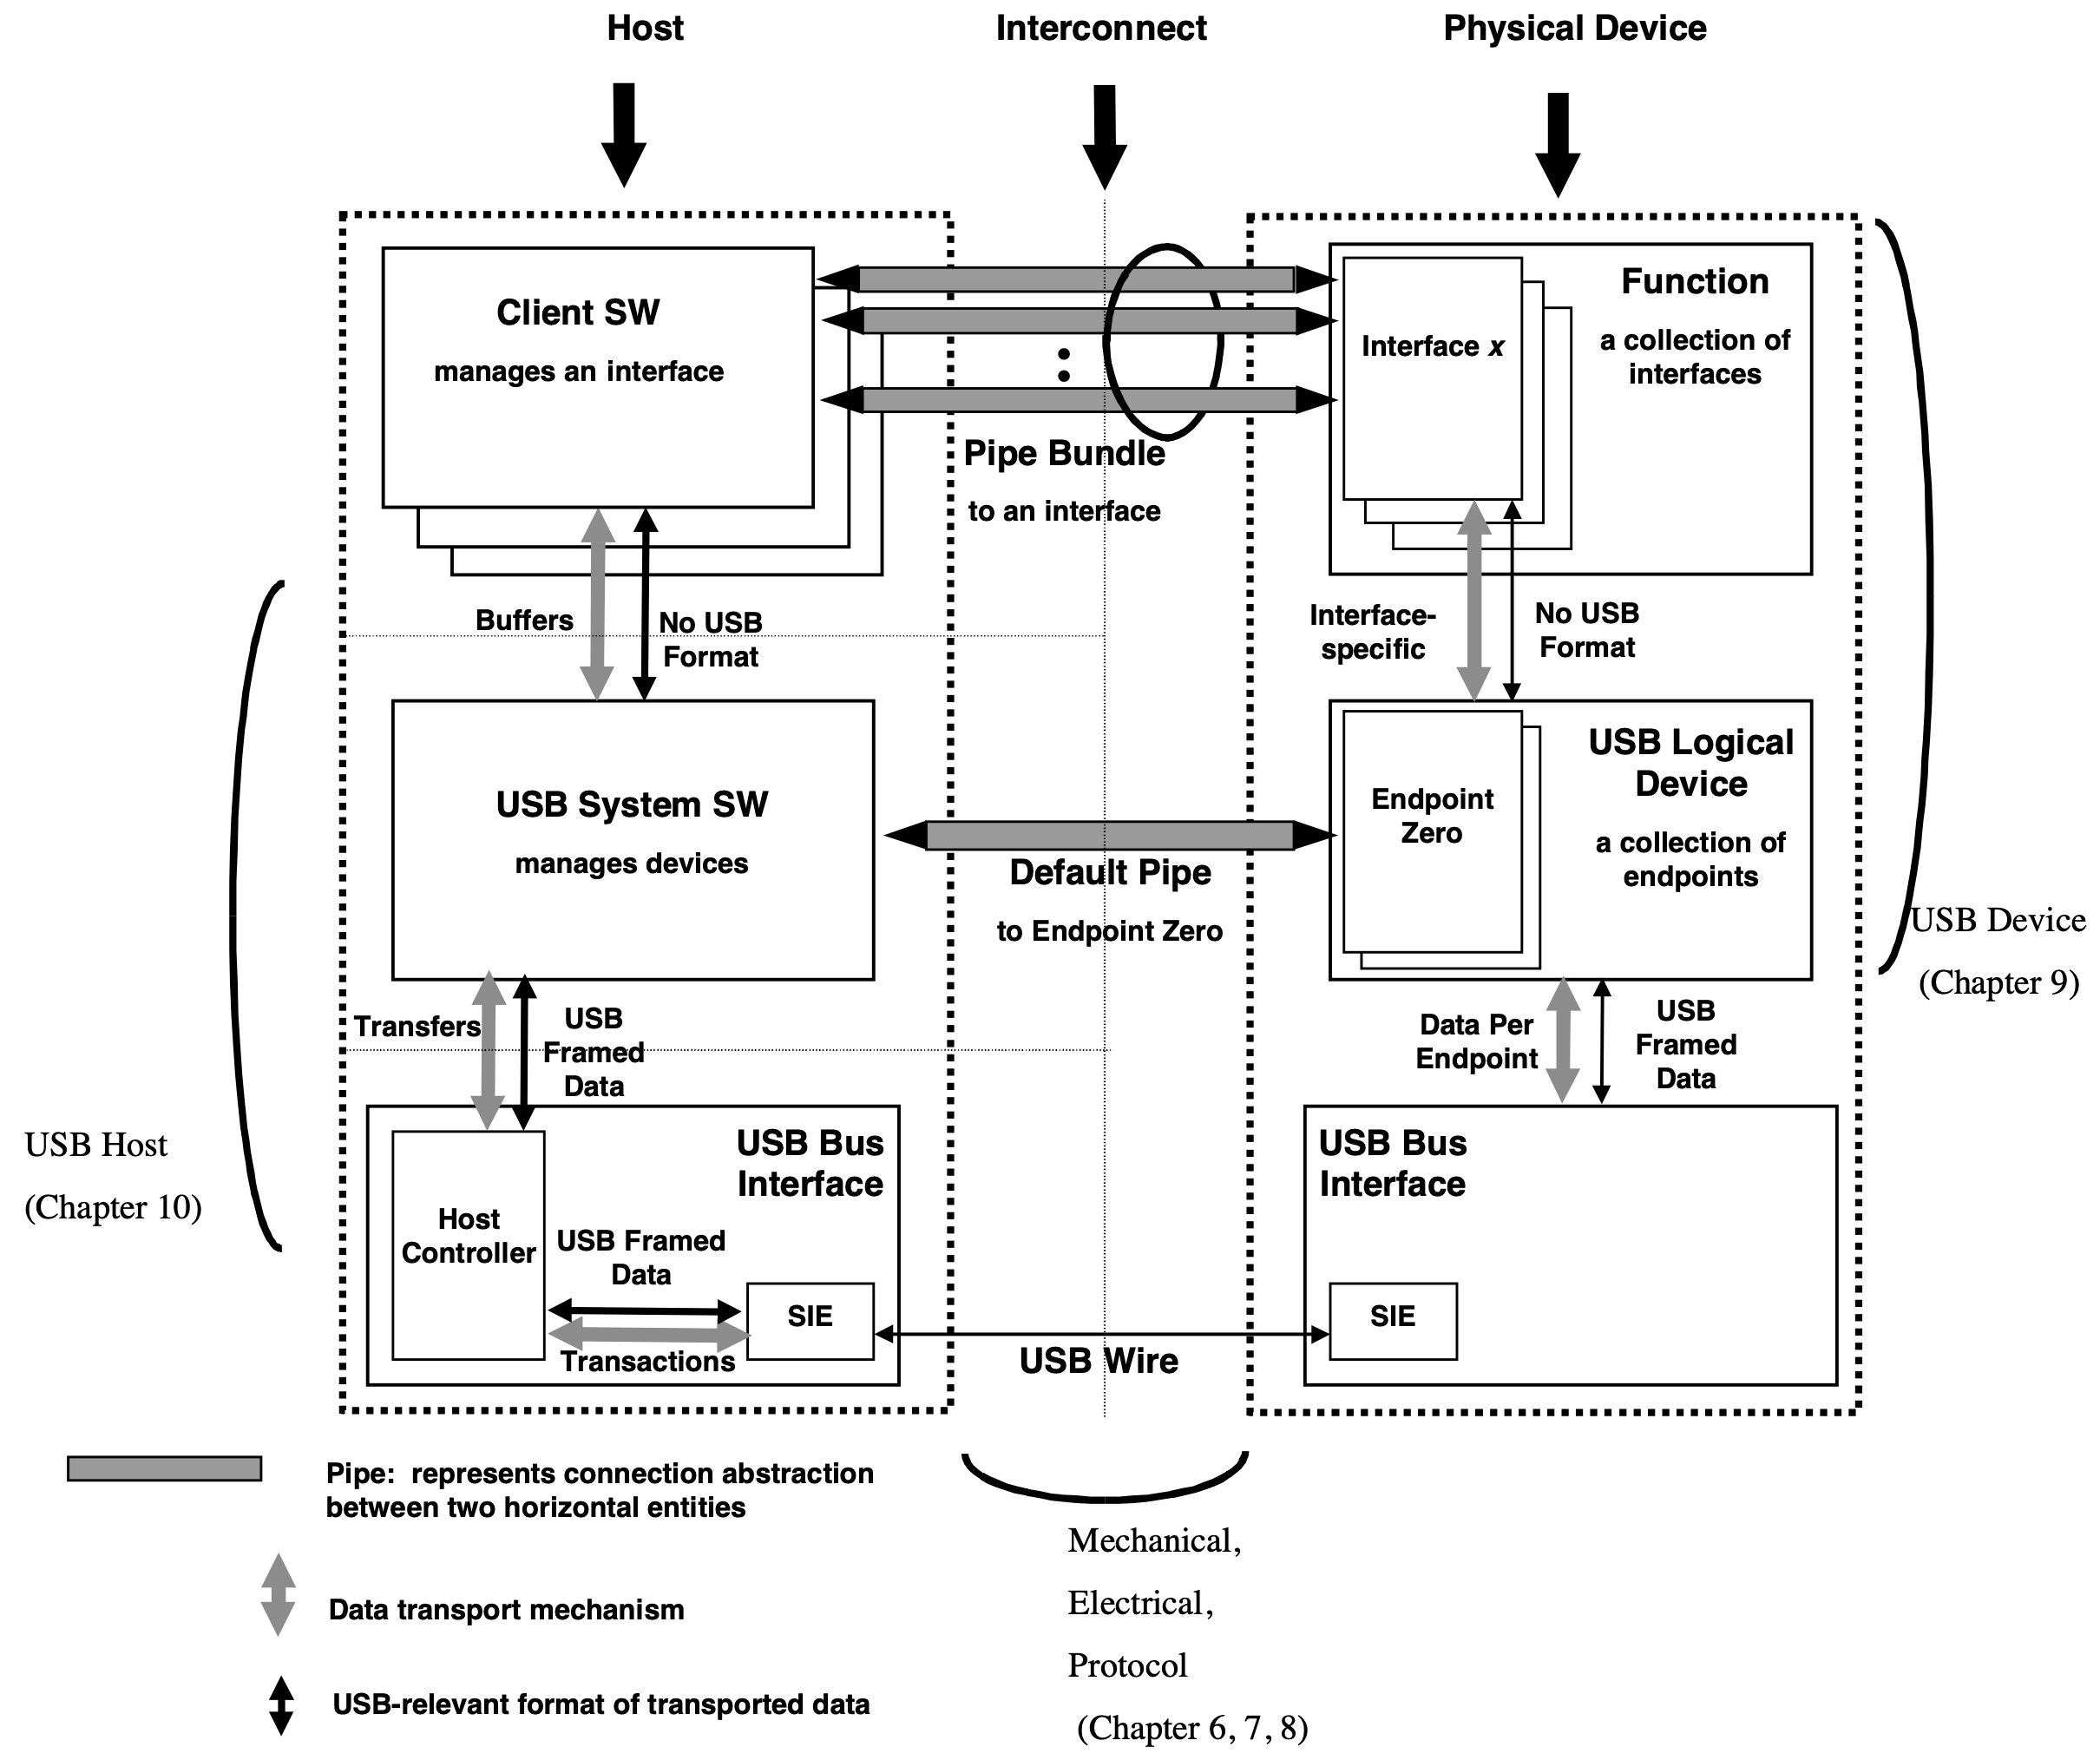 Host
Interconnect
Physical Device
Client SW
manages an interface
Pipe Bundle
to an interface
Interface x
Function
a collection of
interfaces
Buffers
No USB
Format
Interface-
specific
No USB
Format
USB System SW
manages devices
Default Pipe
to Endpoint Zero
Endpoint
Zero
USB Logical
Device
a collection of
endpoints
USB Device
(Chapter 9)
Transfers
USB
Framed
Data
Data Per
Endpoint
USB
Framed
Data
USB Host
(Chapter 10)
Host
Controller
USB Bus
Interface
USB Framed
Data
Transactions
SIE
USB Wire
USB Bus
Interface
SIE
Pipe: represents connection abstraction
between two horizontal entities
Data transport mechanism
USB-relevant format of transported data
Mechanical,
Electrical,
Protocol
(Chapter 6, 7, 8)